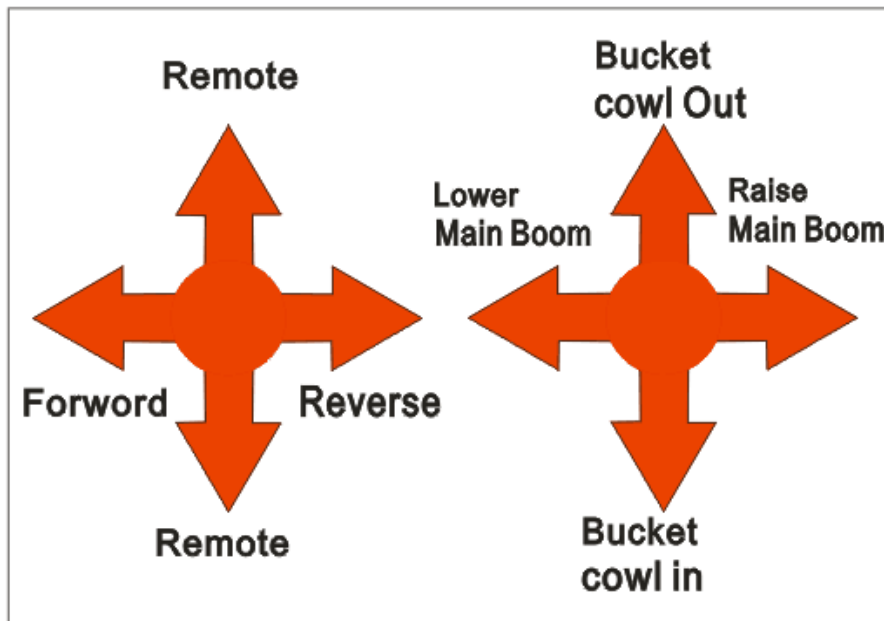 Remote
Forword
Reverse
Remote
Bucket
cowl Out
Lower
Main Boom
Raise
Main Boom
Bucket
cowl in